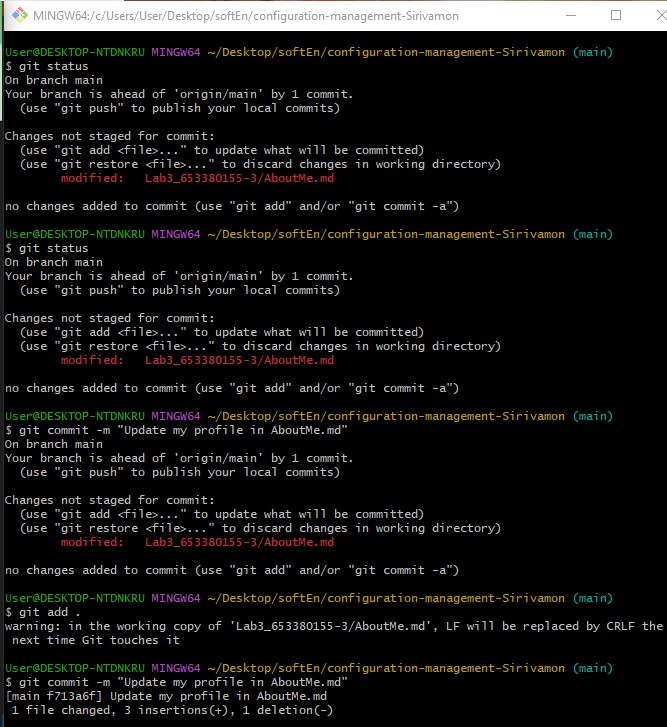 MINGW64:/c/Users/User/Desktop/softEn/configuration-management-Sirivamon
User@DESKTOP-NTDNKRU MINGW64 ~/Desktop/softEn/configuration-management-Sirivamon (main)
$ git status
On branch main
Your branch is ahead of 'origin/main' by 1 commit.
  (use "git push" to publish your local commits)
Changes not staged for commit:
  (use "git add <file>..." to update what will be committed)
  (use "git restore <file>..." to discard changes in working directory)
        modified:   Lab3_653380155-3/AboutMe.md
no changes added to commit (use "git add" and/or "git commit -a")
User@DESKTOP-NTDNKRU MINGW64 ~/Desktop/softEn/configuration-management-Sirivamon (main)
$ git status
On branch main
Your branch is ahead of 'origin/main' by 1 commit.
  (use "git push" to publish your local commits)
Changes not staged for commit:
  (use "git add <file>..." to update what will be committed)
  (use "git restore <file>..." to discard changes in working directory)
        modified:   Lab3_653380155-3/AboutMe.md
no changes added to commit (use "git add" and/or "git commit -a")
User@DESKTOP-NTDNKRU MINGW64 ~/Desktop/softEn/configuration-management-Sirivamon (main)
$ git commit -m "Update my profile in AboutMe.md"
On branch main
Your branch is ahead of 'origin/main' by 1 commit.
  (use "git push" to publish your local commits)
Changes not staged for commit:
  (use "git add <file>..." to update what will be committed)
  (use "git restore <file>..." to discard changes in working directory)
        modified:   Lab3_653380155-3/AboutMe.md
no changes added to commit (use "git add" and/or "git commit -a")
User@DESKTOP-NTDNKRU MINGW64 ~/Desktop/softEn/configuration-management-Sirivamon (main)
$ git add .
warning: in the working copy of 'Lab3_653380155-3/AboutMe.md', LF will be replaced by CRLF the
 next time Git touches it
User@DESKTOP-NTDNKRU MINGW64 ~/Desktop/softEn/configuration-management-Sirivamon (main)
$ git commit -m "Update my profile in AboutMe.md"
[main f713a6f] Update my profile in AboutMe.md
 1 file changed, 3 insertions(+), 1 deletion(-)